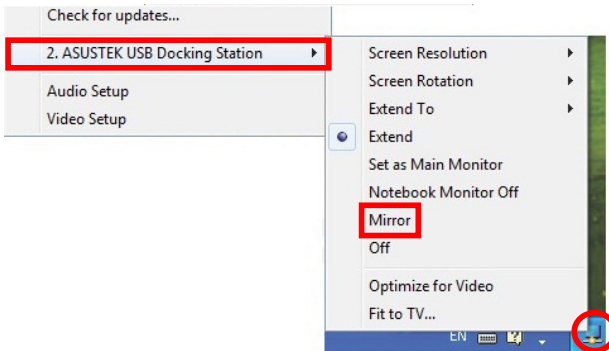 Check for updates...
2. ASUSTEK USB Docking Station
Audio Setup
Video Setup
Screen Resolution
Screen Rotation
Extend To
Extend
Set as Main Monitor
Notebook Monitor Off
Mirror
Off
Optimize for Video
Fit to TV...
EN